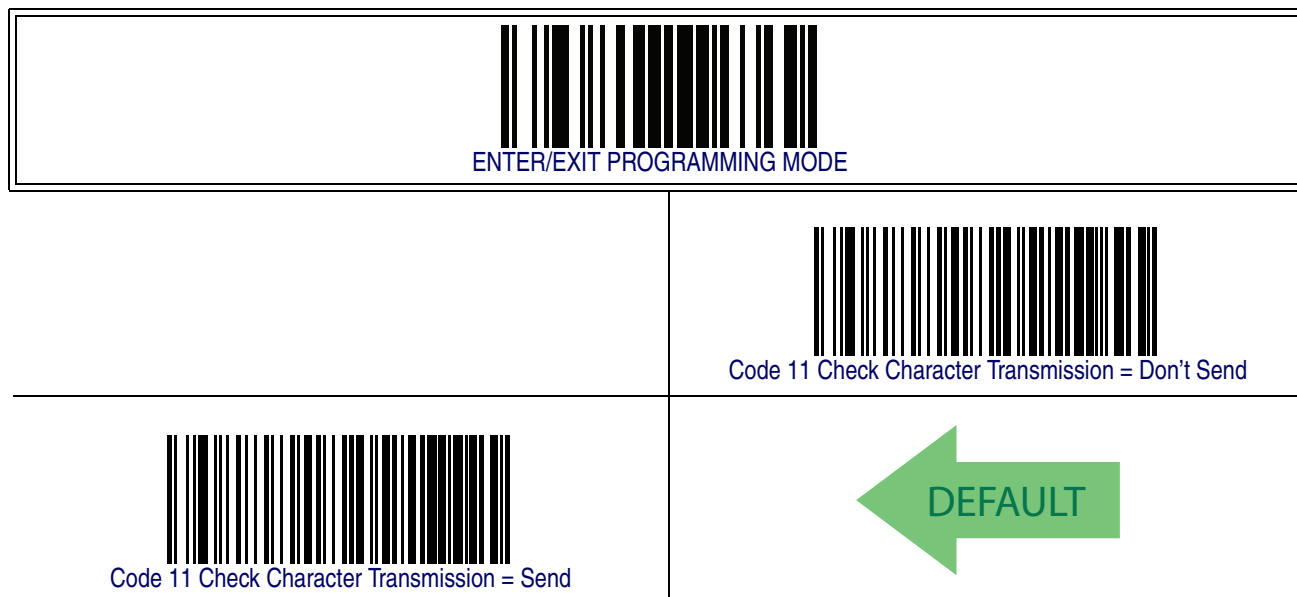 ENTER/EXIT PROGRAMMING MODE
Code 11 Check Character Transmission = Don’t Send
Code 11 Check Character Transmission = Send
DEFAULT